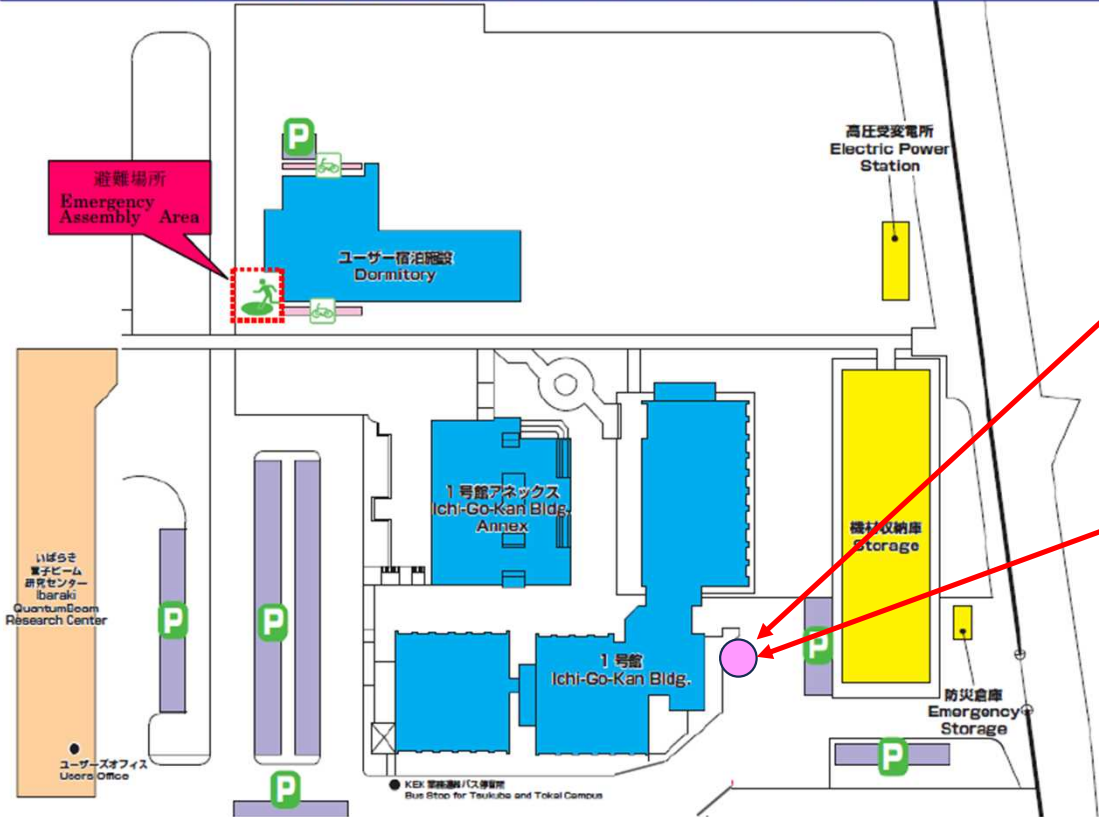 P
高圧受変電所
Electric Power
Station
避難場所
Emergency
Assembly Area
ユーザー宿泊施設
Dormitory
1号館アネックス
Ichi-Go-Kan Bldg.
Annex
機材収納庫
Storage
いばらき
量子ビーム
研究センター
Ibaraki
QuantumBeam
Research Center
P
P
P
1号館
Ichi-Go-Kan Bldg.
防災倉庫
Emergency
Storage
ユーザーズオフィス
Users Office
P
P
Bus Stop for Tsukuba and Tokai Campus